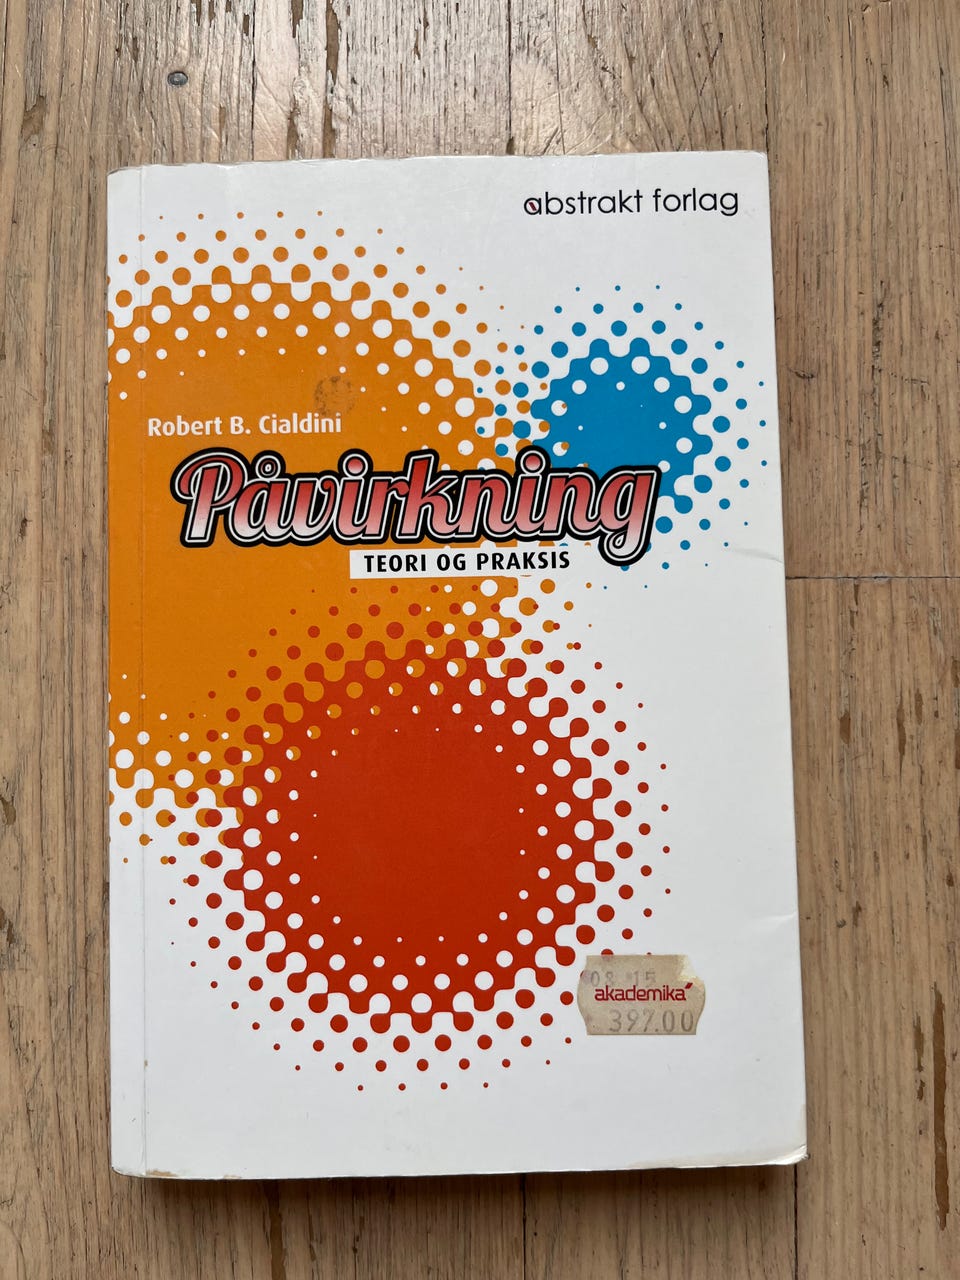 abstrakt forlag
Robert B. Cialdini
Påvirkning
TEORI OG PRAKSIS
08 15
akademika
397.00